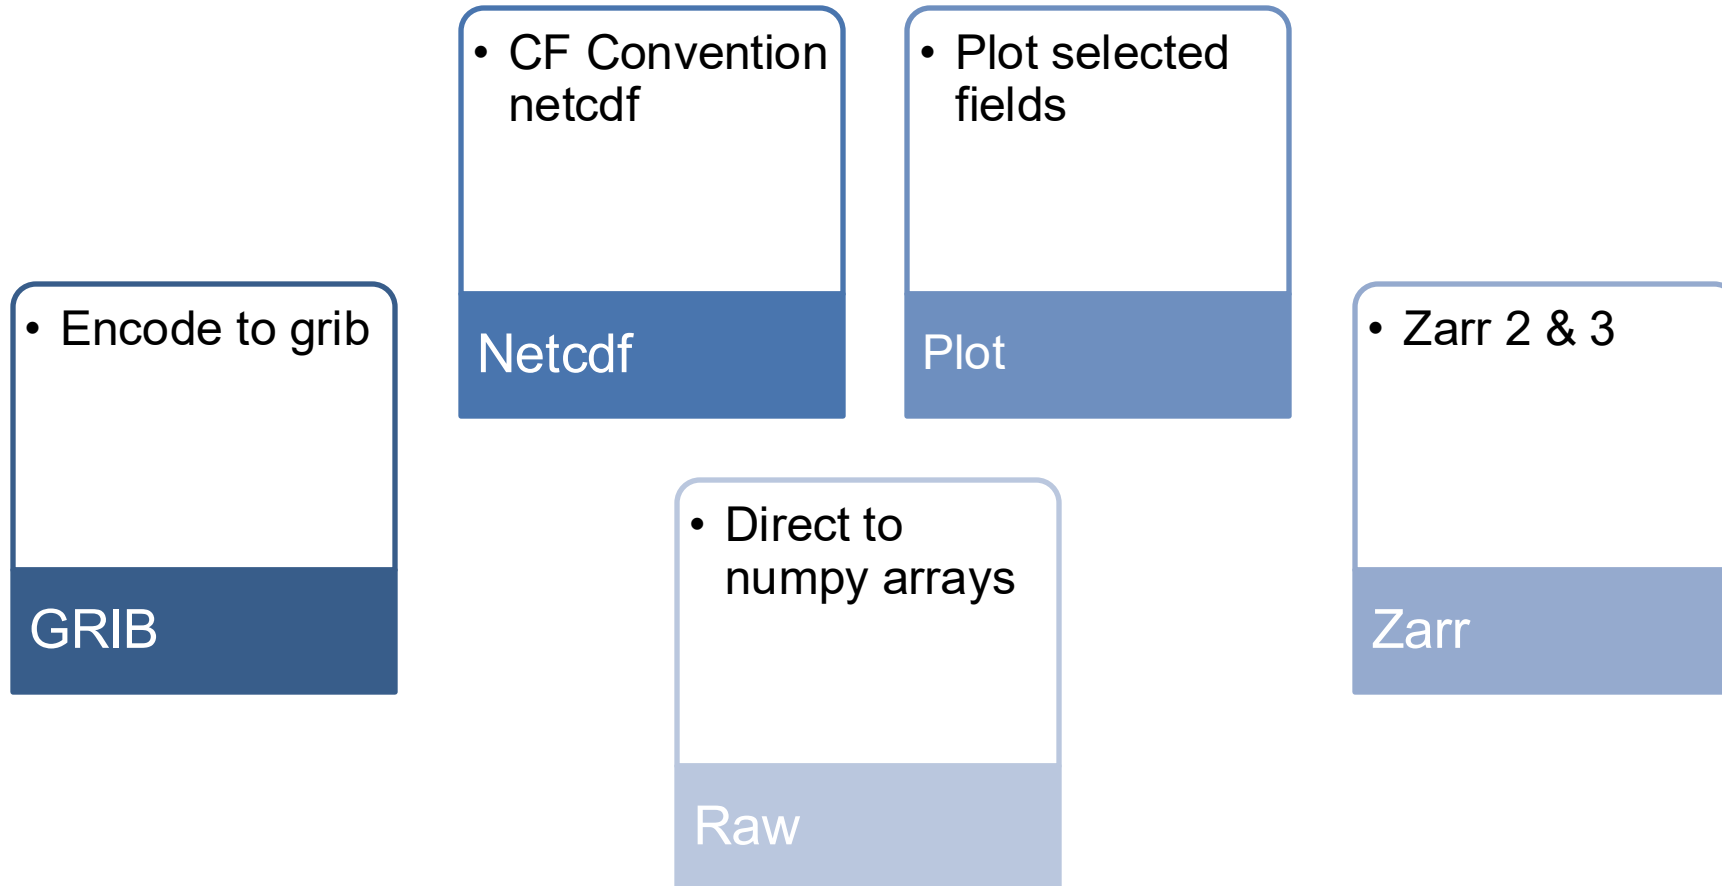 • Encode to grib
GRIB
• CF Convention
netcdf
Netcdf
• Plot selected
fields
Plot
• Zarr 2 & 3
Zarr
• Direct to
numpy arrays
Raw